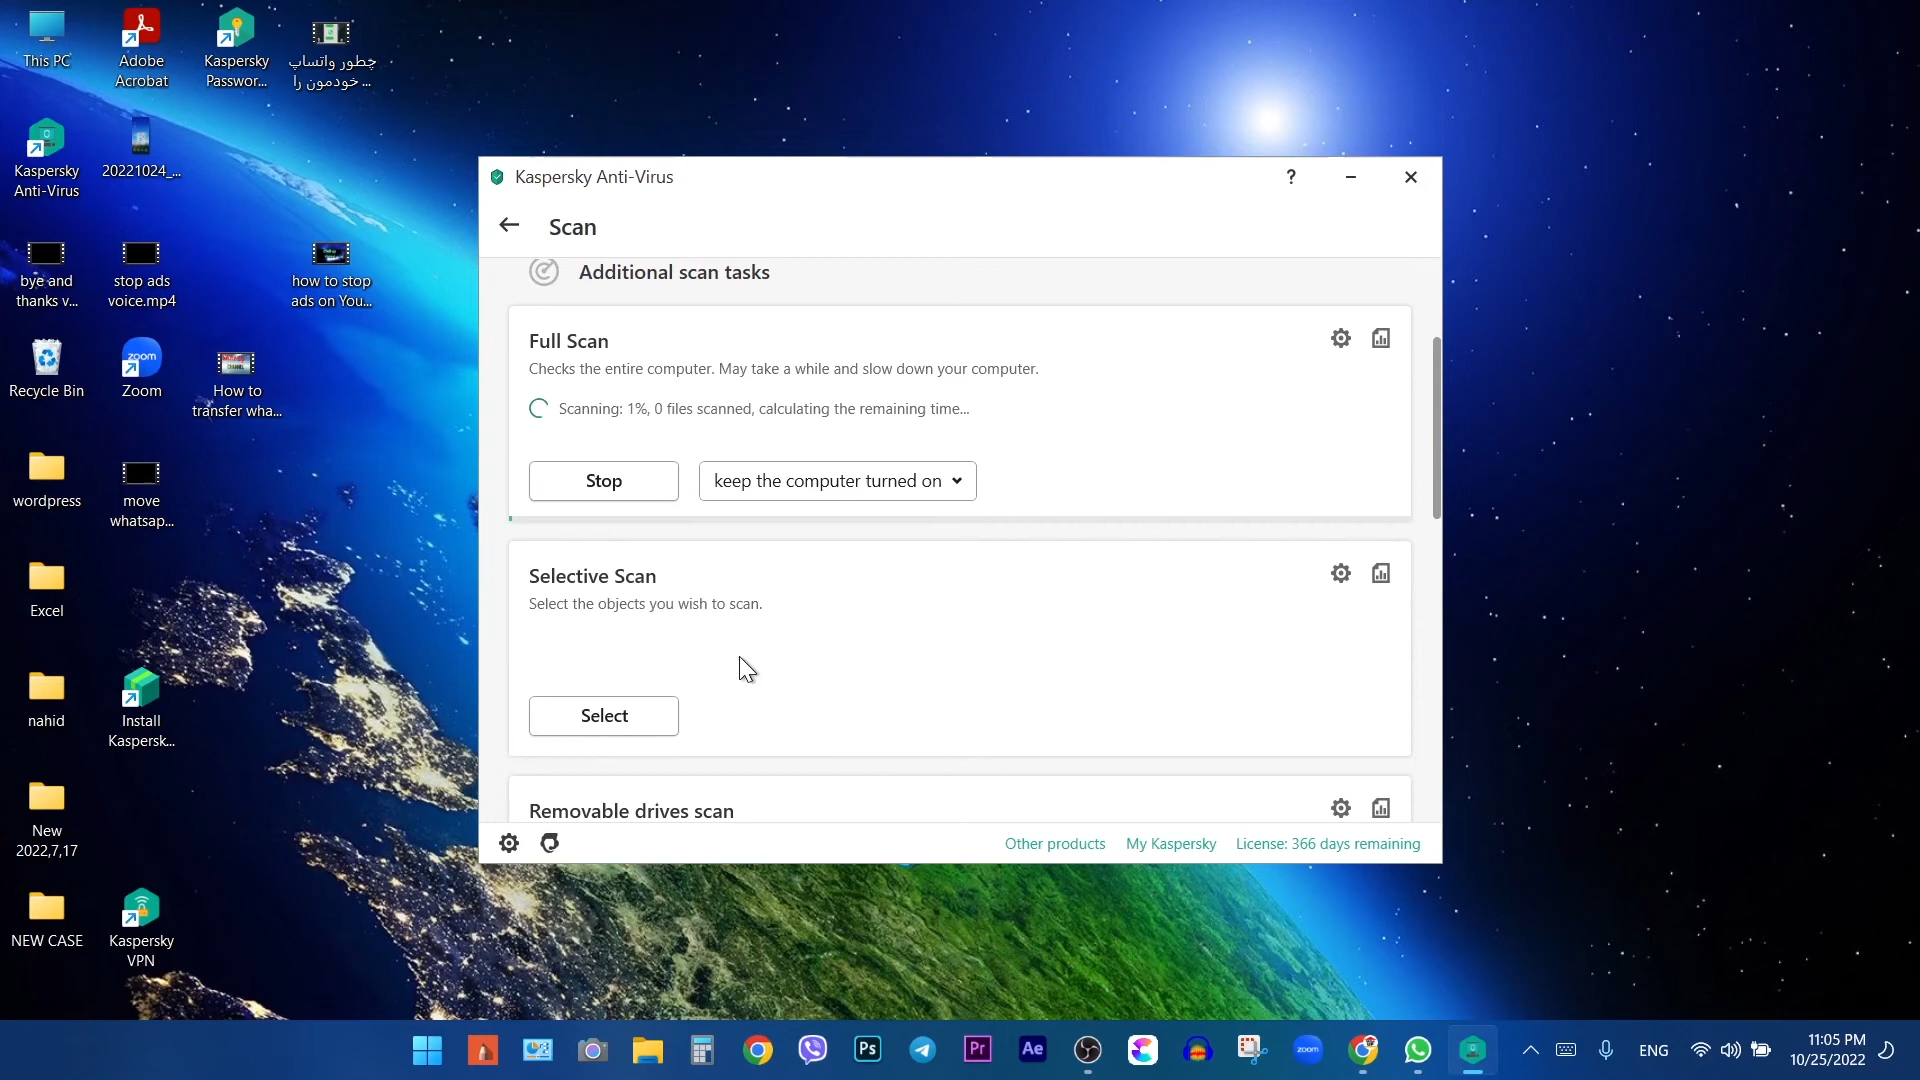 This PC
Adobe
Acrobat
Kaspersky
Passwor...
چطور واتساپ
خودمون را ...
Kaspersky
Anti-Virus
20221024_...
bye and
thanks v...
stop ads
voice.mp4
how to stop
ads on You...
Recycle Bin
Zoom
How to
transfer wha...
wordpress
move
whatsap...
Excel
nahid
Install
Kaspersk...
New
2022,7,17
NEW CASE
Kaspersky
VPN
Kaspersky Anti-Virus
?
Scan
Additional scan tasks
Full Scan
Checks the entire computer. May take a while and slow down your computer.
Scanning: 1%, 0 files scanned, calculating the remaining time...
Stop
keep the computer turned on
Selective Scan
Select the objects you wish to scan.
Select
Removable drives scan
Other products
My Kaspersky
License: 366 days remaining
zoom
Ps
Pr
Ae
zoom
ENG
11:05 PM
10/25/2022